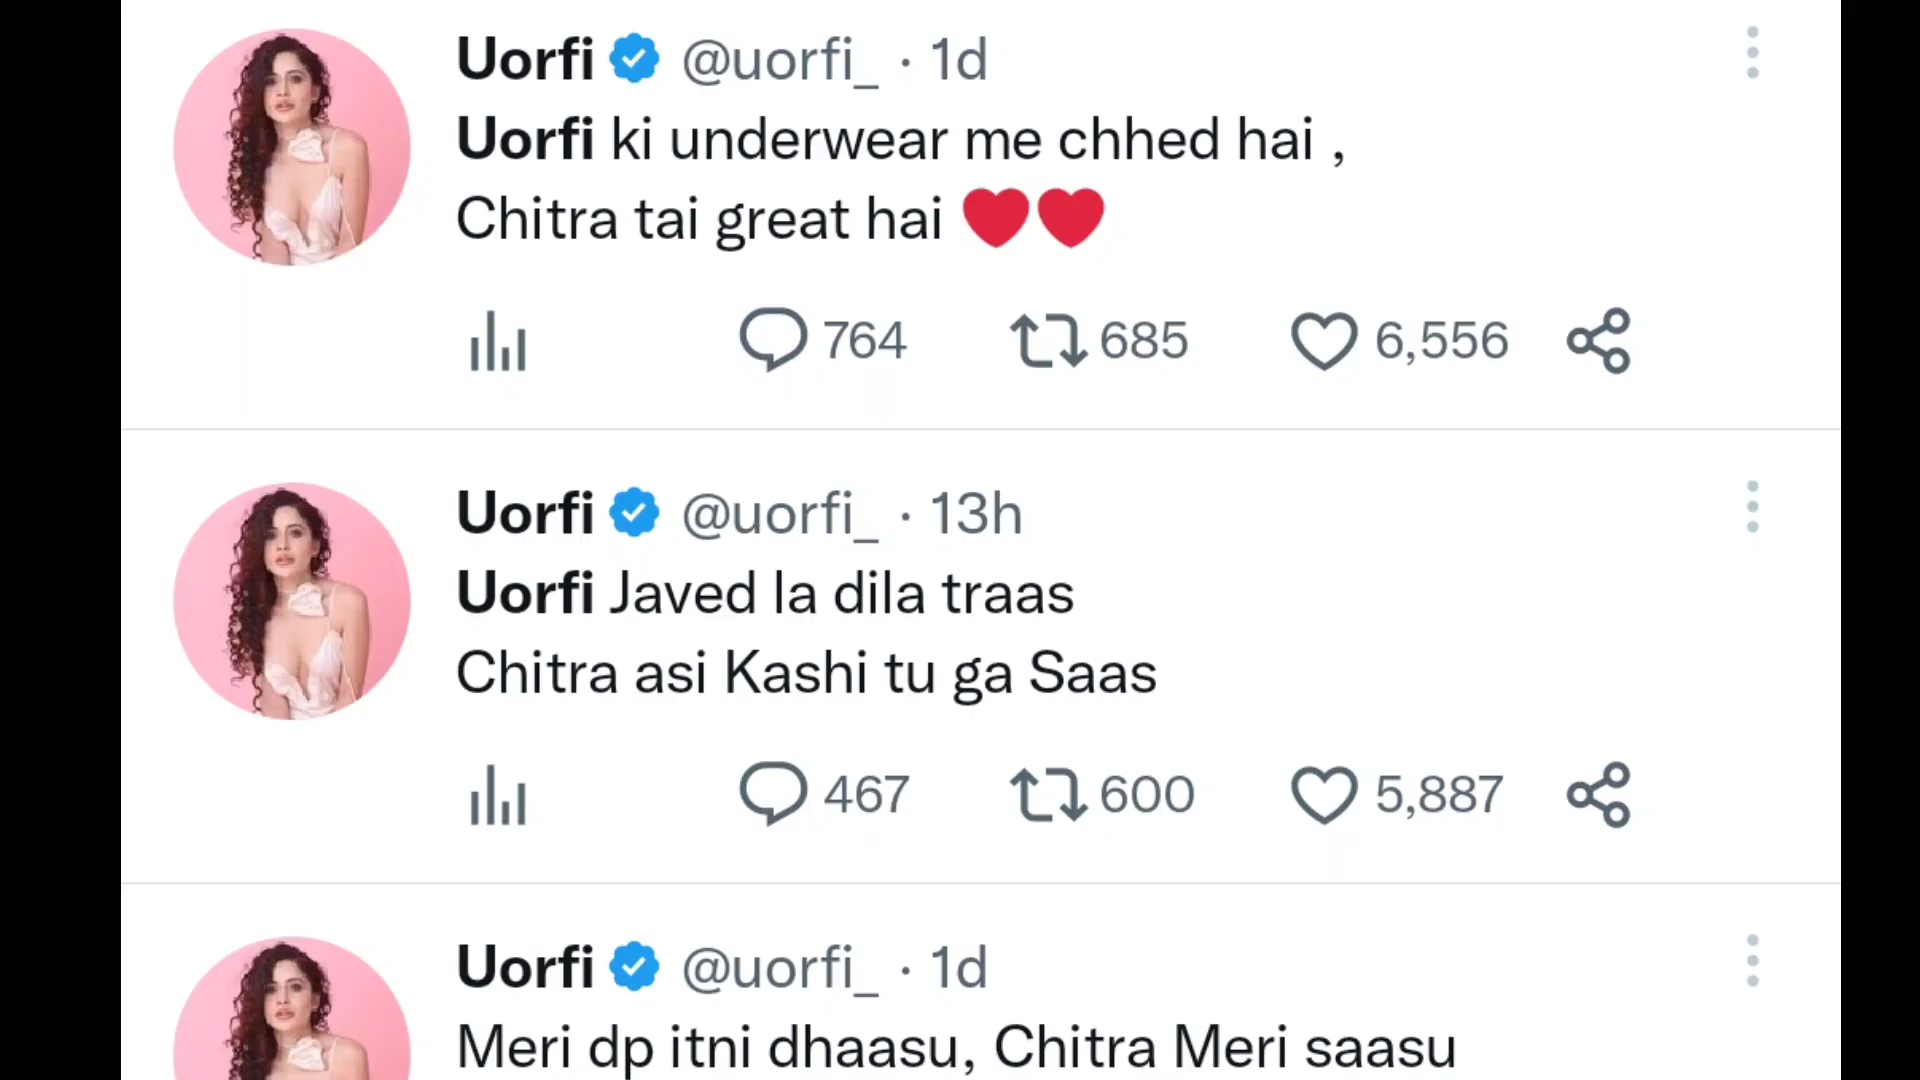 Uorfi @uorfi_ · 1d
Uorfi ki underwear me chhed hai ,
Chitra tai great hai ❤️❤️
764 685 6,556
Uorfi @uorfi_ · 13h
Uorfi Javed la dila traas
Chitra asi Kashi tu ga Saas
467 600 5,887
Uorfi @uorfi_ · 1d
Meri dp itni dhaasu, Chitra Meri saasu